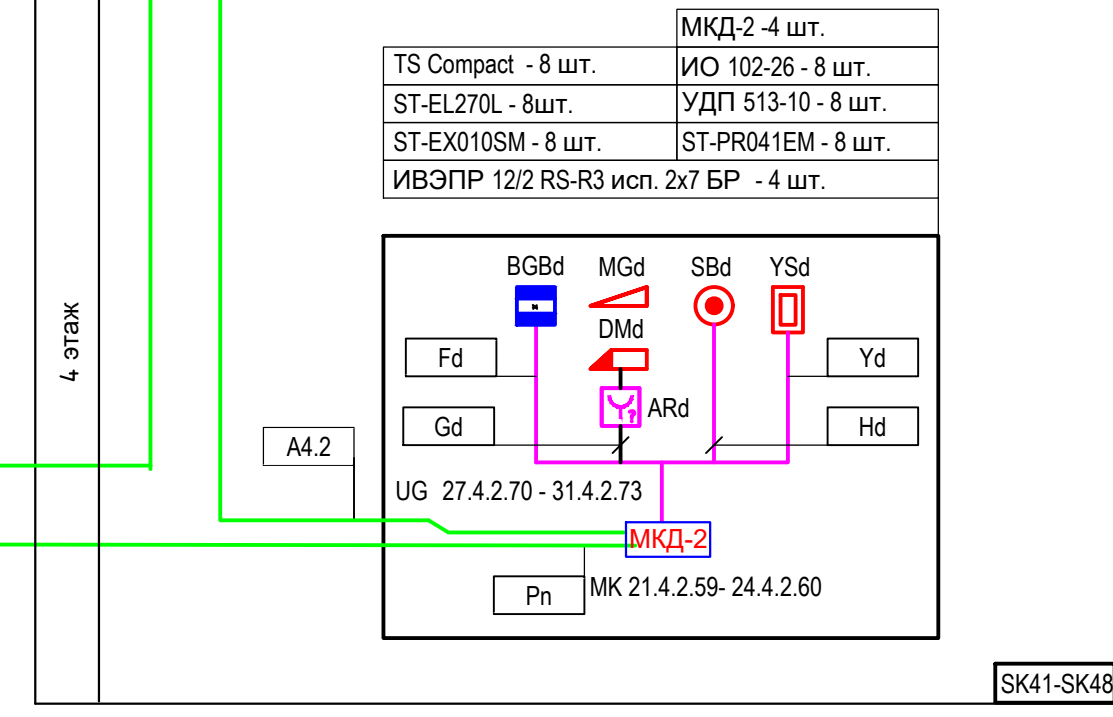 МКД-2 -4 шт.
TS Compact - 8 шт.
ИО 102-26 - 8 шт.
ST-EL270L - 8шт.
УДП 513-10 - 8 шт.
ST-EX010SM - 8 шт.
ST-PR041EM - 8 шт.
ИВЭПР 12/2 RS-R3 исп. 2х7 БР - 4 шт.
4 этаж
BGBd
MGd
SBd
YSd
DMd
Fd
Yd
ARd
Gd
Hd
A4.2
UG 27.4.2.70 - 31.4.2.73
МКД-2
Pn
MK 21.4.2.59- 24.4.2.60
SK41-SK48